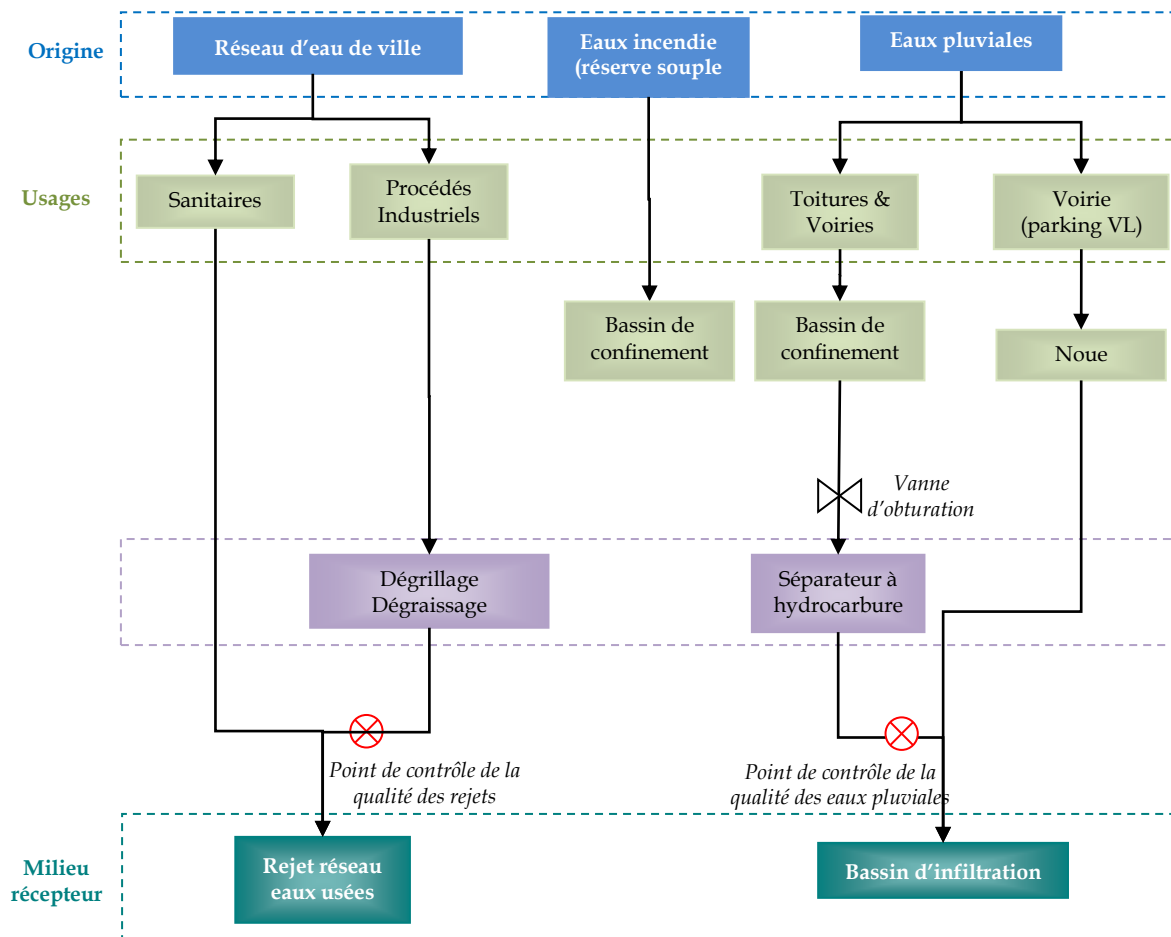 Origine
Réseau d'eau de ville
Eaux incendie
(réserve souple
Eaux pluviales
Usages
Sanitaires
Procédés
Industriels
Toitures &
Voiries
Voirie
(parking VL)
Bassin de
confinement
Bassin de
confinement
Noue
Vanne
d'obturation
Dégrillage
Dégraissage
Séparateur à
hydrocarbure
Point de contrôle de la
qualité des rejets
Point de contrôle de la
qualité des eaux pluviales
Milieu
récepteur
Rejet réseau
eaux usées
Bassin d'infiltration